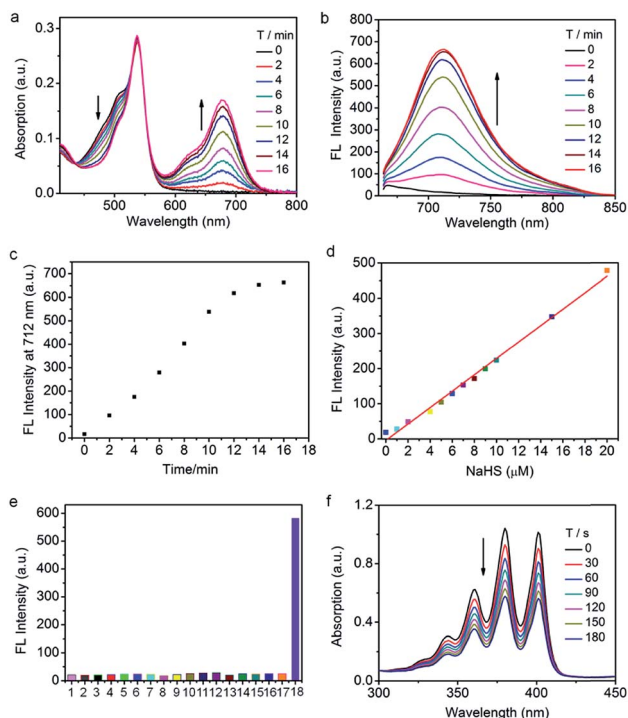 a
T / min
0
2
4
6
8
10
12
14
16
0.3
0.2
0.1
0.0
Absorption (a.u.)
500 600 700 800
Wavelength (nm)
b
T / min
0
2
4
6
8
10
12
14
16
700
650
600
550
500
450
400
350
300
250
200
150
100
50
0
FL Intensity (a.u.)
700 750 800 850
Wavelength (nm)
c
700
600
500
400
300
200
100
0
FL Intensity at 712 nm (a.u.)
0 2 4 6 8 10 12 14 16 18
Time/min
d
500
400
300
200
100
0
FL Intensity (a.u.)
0 2 4 6 8 10 12 14 16 18 20
NaHS (μM)
e
600
500
400
300
200
100
0
FL Intensity (a.u.)
1 2 3 4 5 6 7 8 9 10 11 12 13 14 15 16 17 18
f
T / s
0
30
60
90
120
150
180
1.2
0.8
0.4
0.0
Absorption (a.u.)
300 350 400 450
Wavelength (nm)